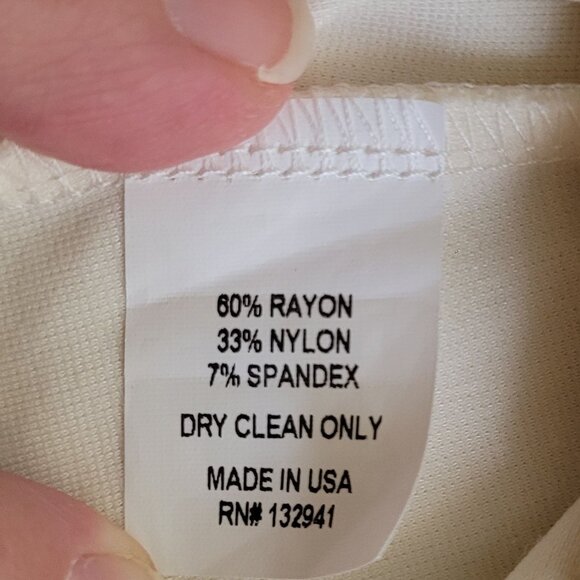 60% RAYON
33% NYLON
7% SPANDEX
DRY CLEAN ONLY
MADE IN USA
RN# 132941